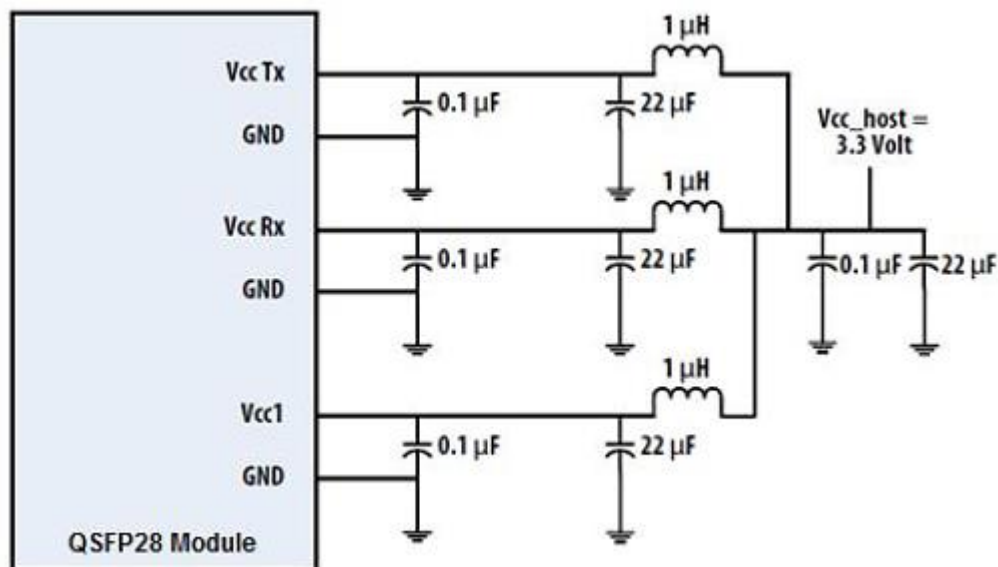 1 µH
Vcc Tx
0.1 µF
22 µF
GND
Vcc_host =
3.3 Volt
1 µH
Vcc Rx
0.1 µF
22 µF
0.1 µF
22 µF
GND
1 µH
Vcc1
0.1 µF
22 µF
GND
QSFP28 Module